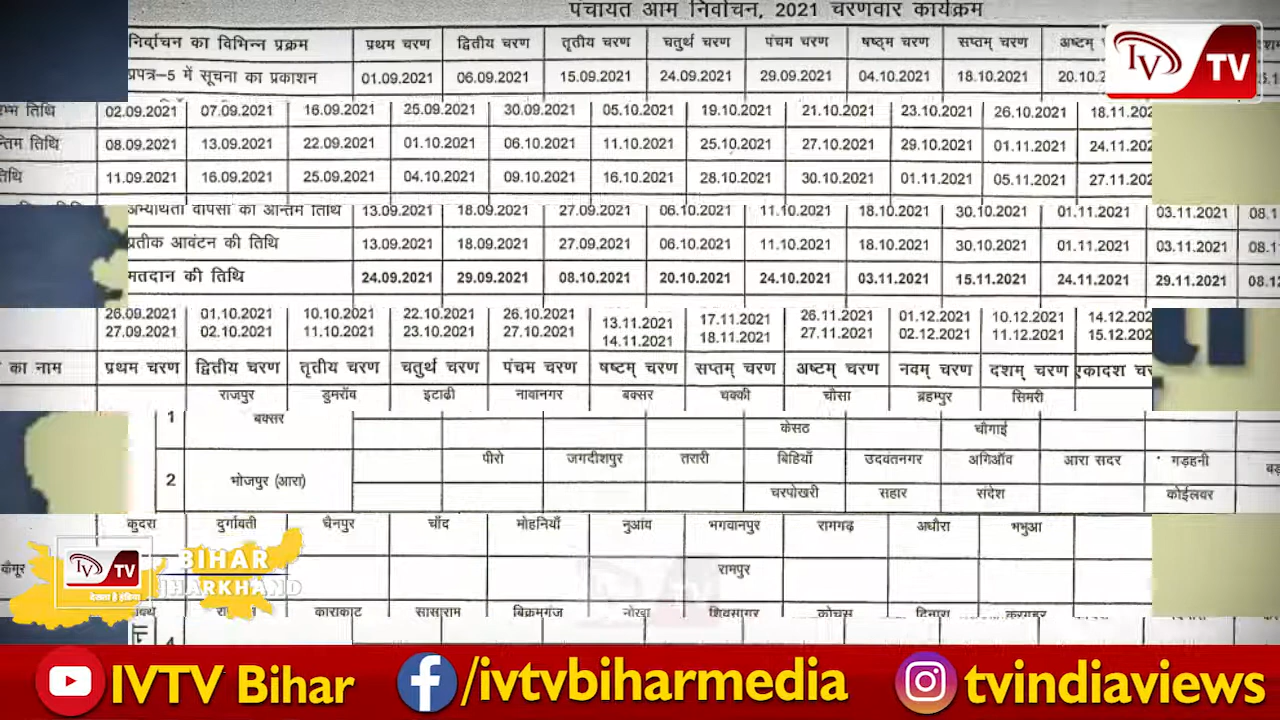 पंचायत आम निर्वाचन, 2021 चरणवार कार्यक्रम
निर्वाचन का विभिन्न प्रक्रम प्रथम चरण द्वितीय चरण तृतीय चरण चतुर्थ चरण पंचम चरण षष्ठम् चरण सप्तम् चरण अष्टम्
प्रपत्र-5 में सूचना का प्रकाशन 01.09.2021 06.09.2021 15.09.2021 24.09.2021 29.09.2021 04.10.2021 18.10.2021 20.10
IV TV
तिथि 02.09.2021 07.09.2021 16.09.2021 25.09.2021 30.09.2021 05.10.2021 19.10.2021 21.10.2021 23.10.2021 26.10.2021 18.11.202
न्तिम तिथि 08.09.2021 13.09.2021 22.09.2021 01.10.2021 06.10.2021 11.10.2021 25.10.2021 27.10.2021 29.10.2021 01.11.2021 24.11.202
तिथि 11.09.2021 16.09.2021 25.09.2021 04.10.2021 09.10.2021 16.10.2021 28.10.2021 30.10.2021 01.11.2021 05.11.2021 27.11.202
का अन्तिम तिथि 13.09.2021 18.09.2021 27.09.2021 06.10.2021 11.10.2021 18.10.2021 30.10.2021 01.11.2021 03.11.2021 08.1
प्रतीक आवंटन की तिथि 13.09.2021 18.09.2021 27.09.2021 06.10.2021 11.10.2021 18.10.2021 30.10.2021 01.11.2021 03.11.2021 08.1
मतदान की तिथि 24.09.2021 29.09.2021 08.10.2021 20.10.2021 24.10.2021 03.11.2021 15.11.2021 24.11.2021 29.11.2021 08.12
26.09.2021 01.10.2021 10.10.2021 22.10.2021 26.10.2021 13.11.2021 17.11.2021 26.11.2021 01.12.2021 10.12.2021 14.12.202
27.09.2021 02.10.2021 11.10.2021 23.10.2021 27.10.2021 14.11.2021 18.11.2021 27.11.2021 02.12.2021 11.12.2021 15.12.202
का नाम प्रथम चरण द्वितीय चरण तृतीय चरण चतुर्थ चरण पंचम चरण षष्टम् चरण सप्तम् चरण अष्टम् चरण नवम् चरण दशम् चरण एकादश चर
राजपुर डुमराँव इटाढी नावानगर बक्सर चक्की चौसा ब्रहम्पुर सिमरी
1 बक्सर केसठ चौगाई
2 भोजपुर (आरा) पीरो जगदीशपुर तरारी बिहियाँ उदवंतनगर अगिआँव आरा सदर गड़हनी
चरपोखरी सहार संदेश कोईलवर
कुदरा दुर्गावती चैनपुर चाँद मोहनियाँ नुआंव भगवानपुर रामगढ़ अधौरा भभुआ
कैमूर रामपुर
काराकाट सासाराम बिक्रमगंज नोखा शिवसागर कोचस दिनारा करगहर
4
IV TV
देखता है इंडिया
BIHAR
JHARKHAND
IVTV Bihar /ivtvbiharmedia tvindiaviews